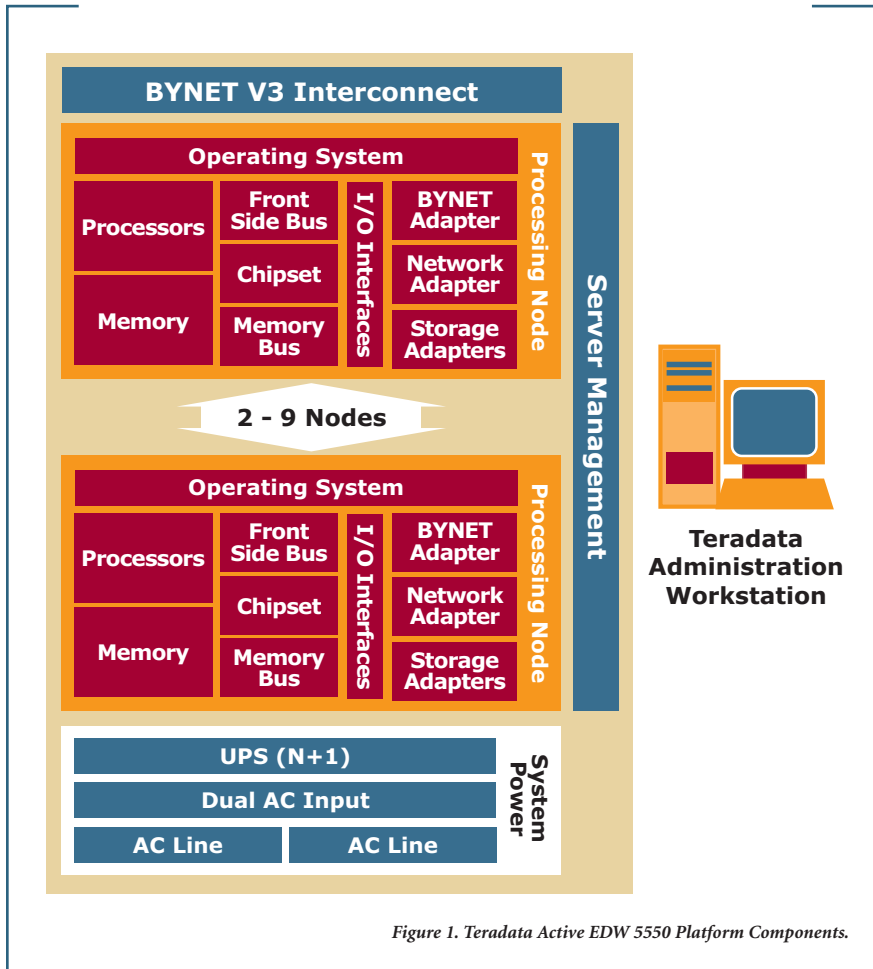 BYNET V3 Interconnect
Operating System
Processors
Memory
Front
Side Bus
Chipset
Memory
Bus
I/O Interfaces
BYNET
Adapter
Network
Adapter
Storage
Adapters
Processing Node
2 - 9 Nodes
Operating System
Processors
Memory
Front
Side Bus
Chipset
Memory
Bus
I/O Interfaces
BYNET
Adapter
Network
Adapter
Storage
Adapters
Processing Node
Server Management
UPS (N+1)
Dual AC Input
AC Line
AC Line
System
Power
Teradata
Administration
Workstation
Figure 1. Teradata Active EDW 5550 Platform Components.